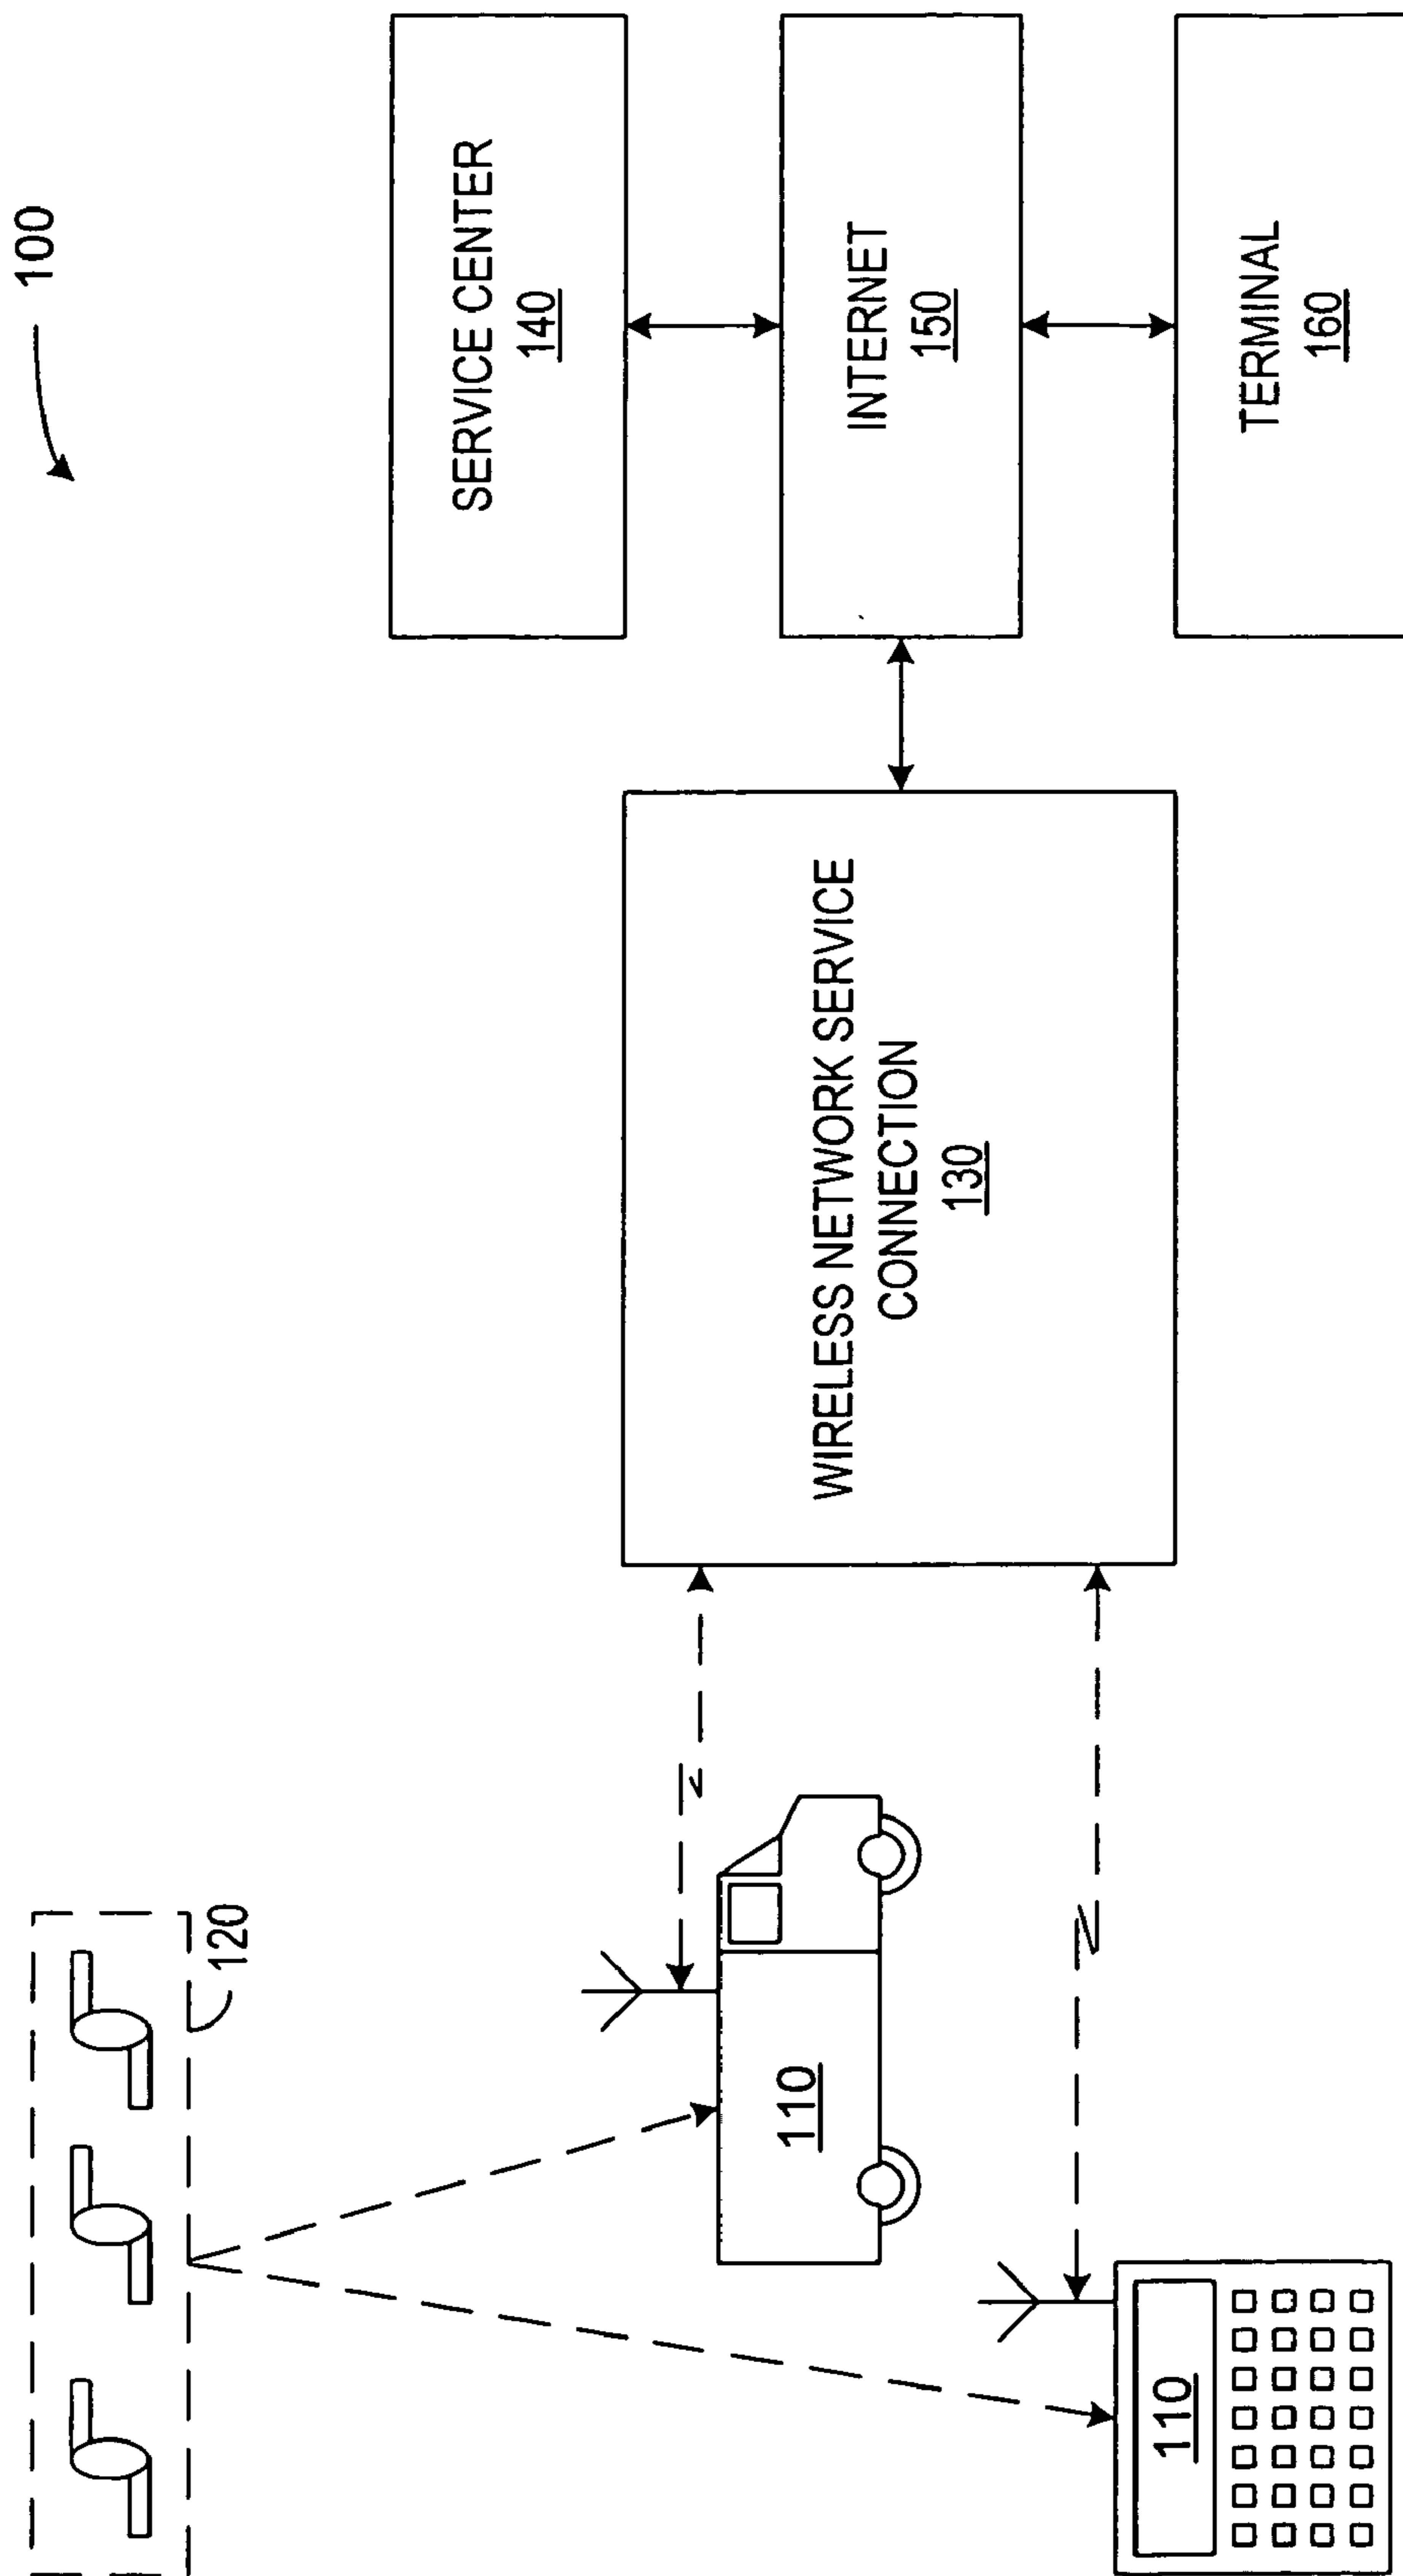 100
120
110
110
WIRELESS NETWORK SERVICE
CONNECTION
130
SERVICE CENTER
140
INTERNET
150
TERMINAL
160